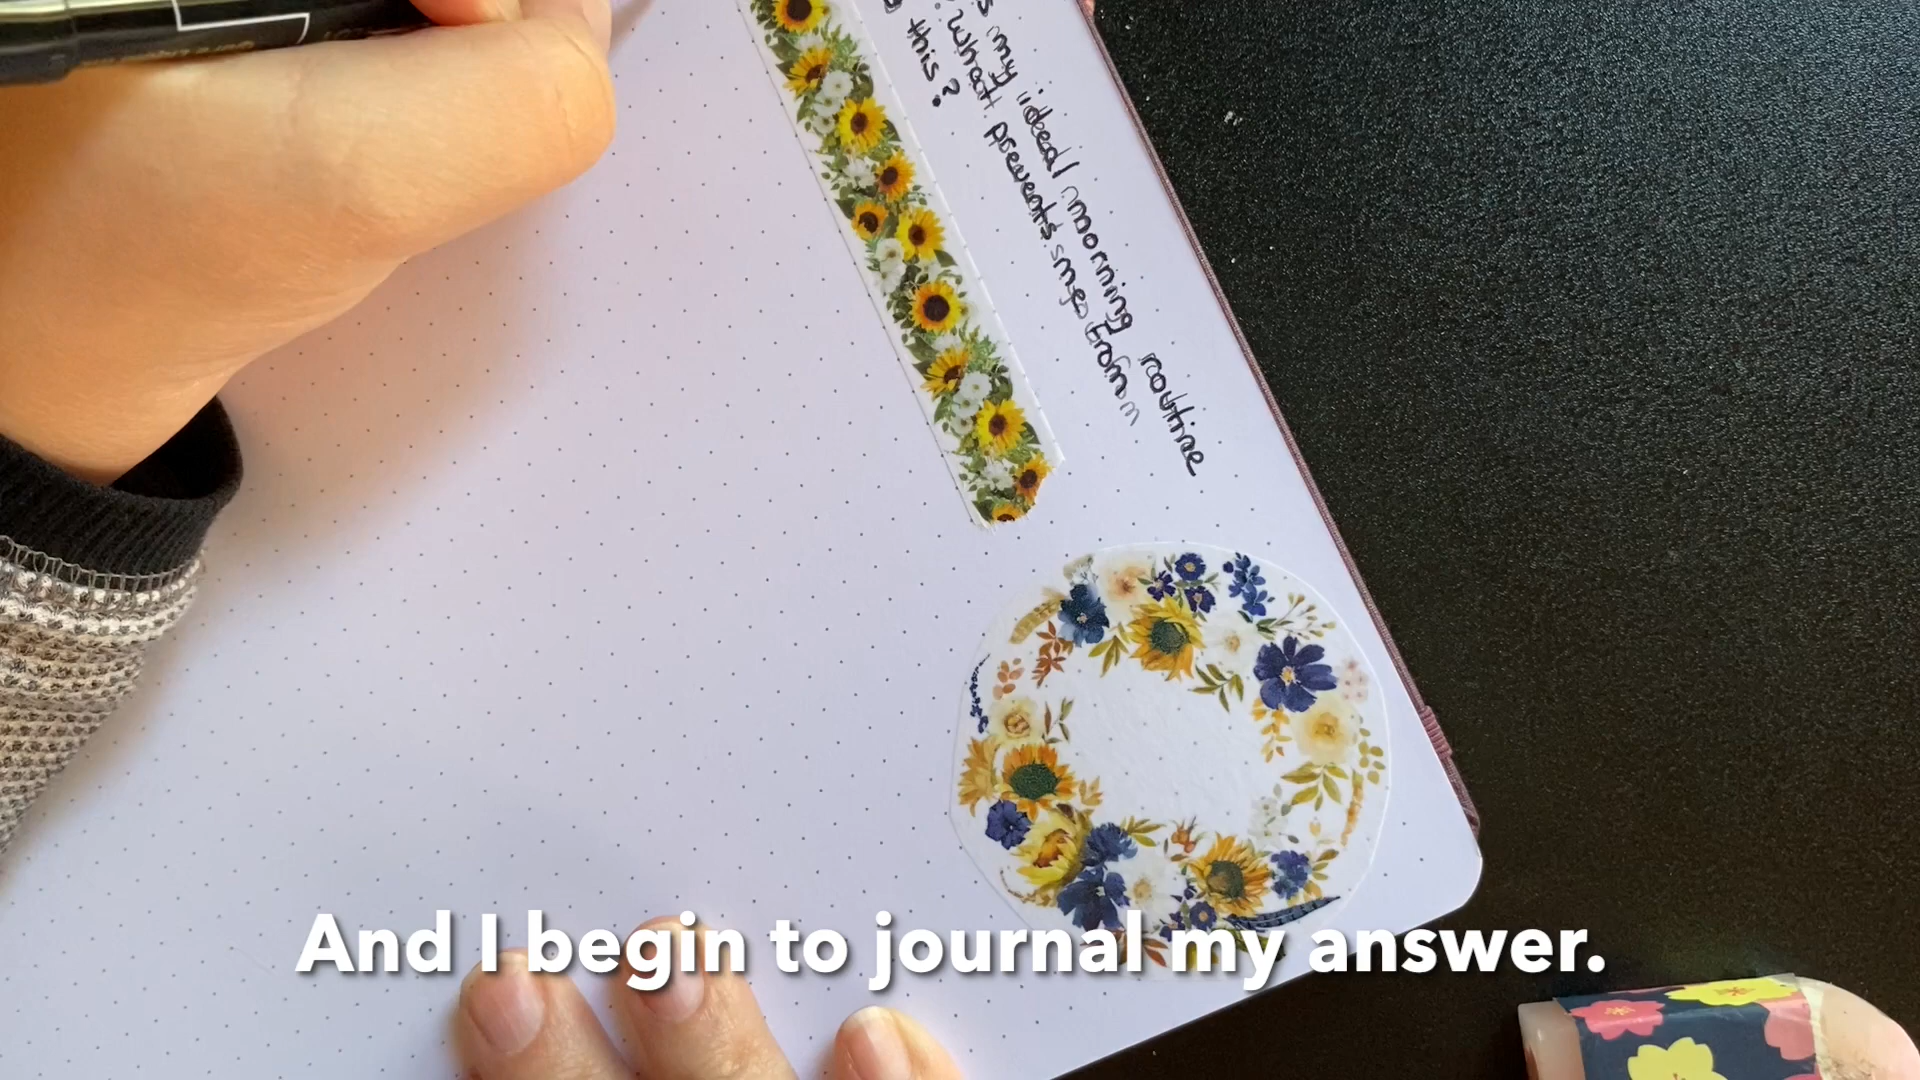 s my ideal morning routine
what prevents me from
this?
And I begin to journal my answer.